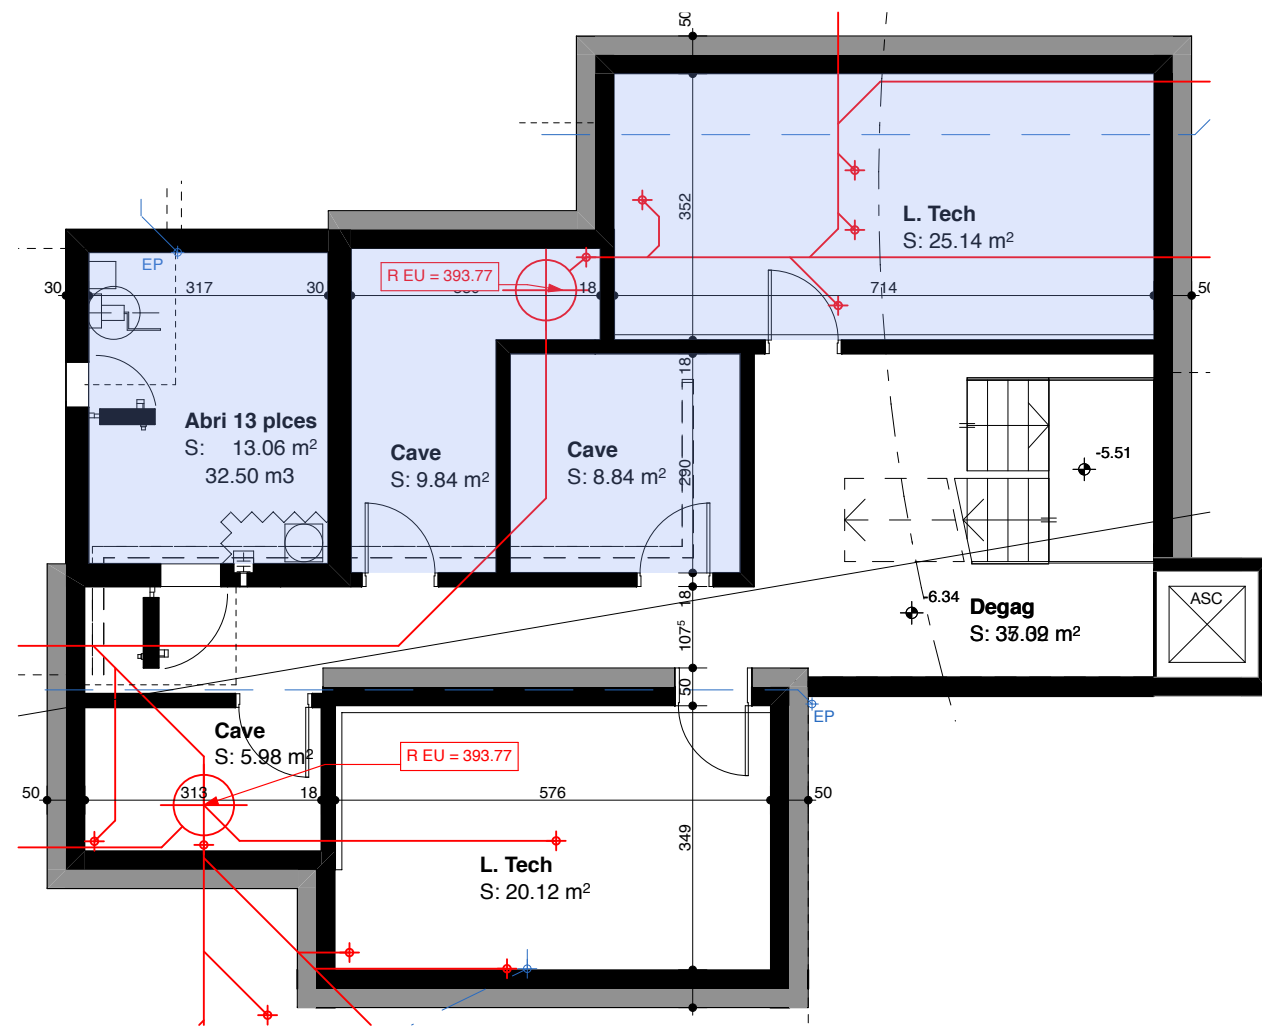 50
352
L. Tech
S: 25.14 m²
EP
R EU = 393.77
30
317
30
18
714
50
18
Abri 13 plces
S: 13.06 m²
32.50 m3
Cave
S: 9.84 m²
Cave
S: 8.84 m²
290
-5.51
-6.34
Degag
ASC
18
107⁵
50
EP
Cave
S: 5.98 m²
R EU = 393.77
50
313
18
576
50
349
L. Tech
S: 20.12 m²